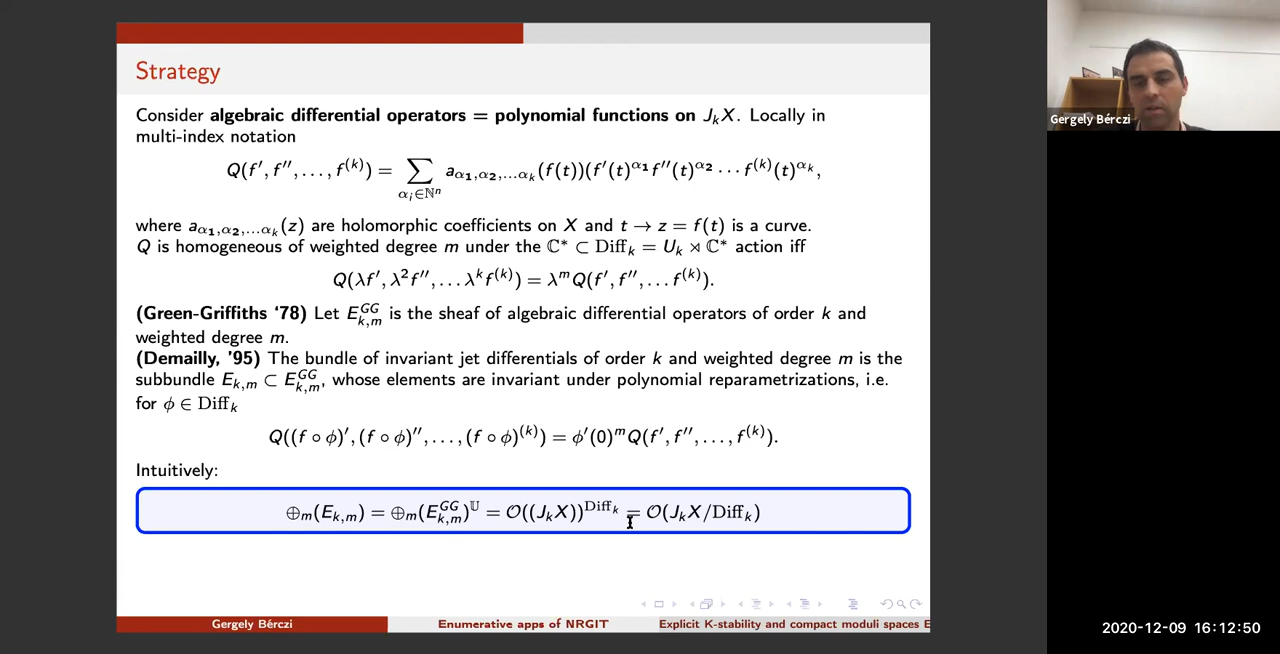 Strategy
Consider algebraic differential operators = polynomial functions on J_kX. Locally in
multi-index notation
Q(f′, f″, . . . , f^(k)) = ∑_{α_i∈ℕ^n} a_{α₁,α₂,...α_k}(f(t))(f′(t)^{α₁} f″(t)^{α₂} · · · f^(k)(t)^{α_k},
where a_{α₁,α₂,...α_k}(z) are holomorphic coefficients on X and t → z = f(t) is a curve.
Q is homogeneous of weighted degree m under the ℂ* ⊂ Diff_k = U_k ⋊ ℂ* action iff
Q(λf′, λ²f″, . . . λ^k f^(k)) = λ^m Q(f′, f″, . . . f^(k)).
(Green-Griffiths ‘78) Let E^{GG}_{k,m} is the sheaf of algebraic differential operators of order k and
weighted degree m.
(Demailly, ’95) The bundle of invariant jet differentials of order k and weighted degree m is the
subbundle E_{k,m} ⊂ E^{GG}_{k,m}, whose elements are invariant under polynomial reparametrizations, i.e.
for φ ∈ Diff_k
Q((f ∘ φ)′, (f ∘ φ)″, . . . , (f ∘ φ)^(k)) = φ′(0)^m Q(f′, f″, . . . , f^(k)).
Intuitively:
⊕_m(E_{k,m}) = ⊕_m(E^{GG}_{k,m})^𝕌 = 𝒪((J_kX))^{Diff_k} = 𝒪(J_kX/Diff_k)
Gergely Bérczi
Enumerative apps of NRGIT
Explicit K-stability and compact moduli spaces E
Gergely Bérczi
2020-12-09 16:12:50